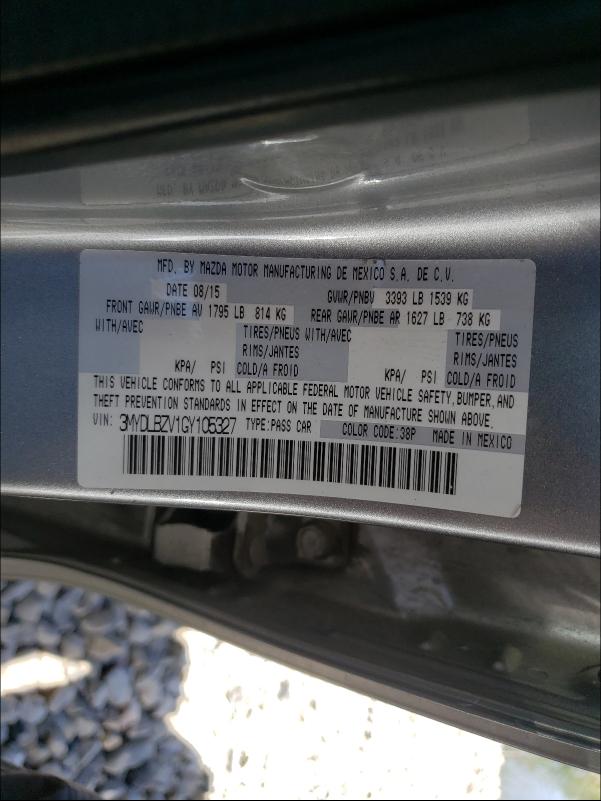 MFD. BY MAZDA MOTOR MANUFACTURING DE MEXICO S.A. DE C.V.
DATE 08/15 GVWR/PNBV 3393 LB 1539 KG
FRONT GAWR/PNBE AV 1795 LB 814 KG REAR GAWR/PNBE AR 1627 LB 738 KG
WITH/AVEC TIRES/PNEUS WITH/AVEC TIRES/PNEUS
RIMS/JANTES RIMS/JANTES
KPA/ PSI COLD/A FROID KPA/ PSI COLD/A FROID
THIS VEHICLE CONFORMS TO ALL APPLICABLE FEDERAL MOTOR VEHICLE SAFETY, BUMPER, AND
THEFT PREVENTION STANDARDS IN EFFECT ON THE DATE OF MANUFACTURE SHOWN ABOVE.
VIN: 3MYDLBZV1GY105327 TYPE:PASS CAR COLOR CODE:38P MADE IN MEXICO